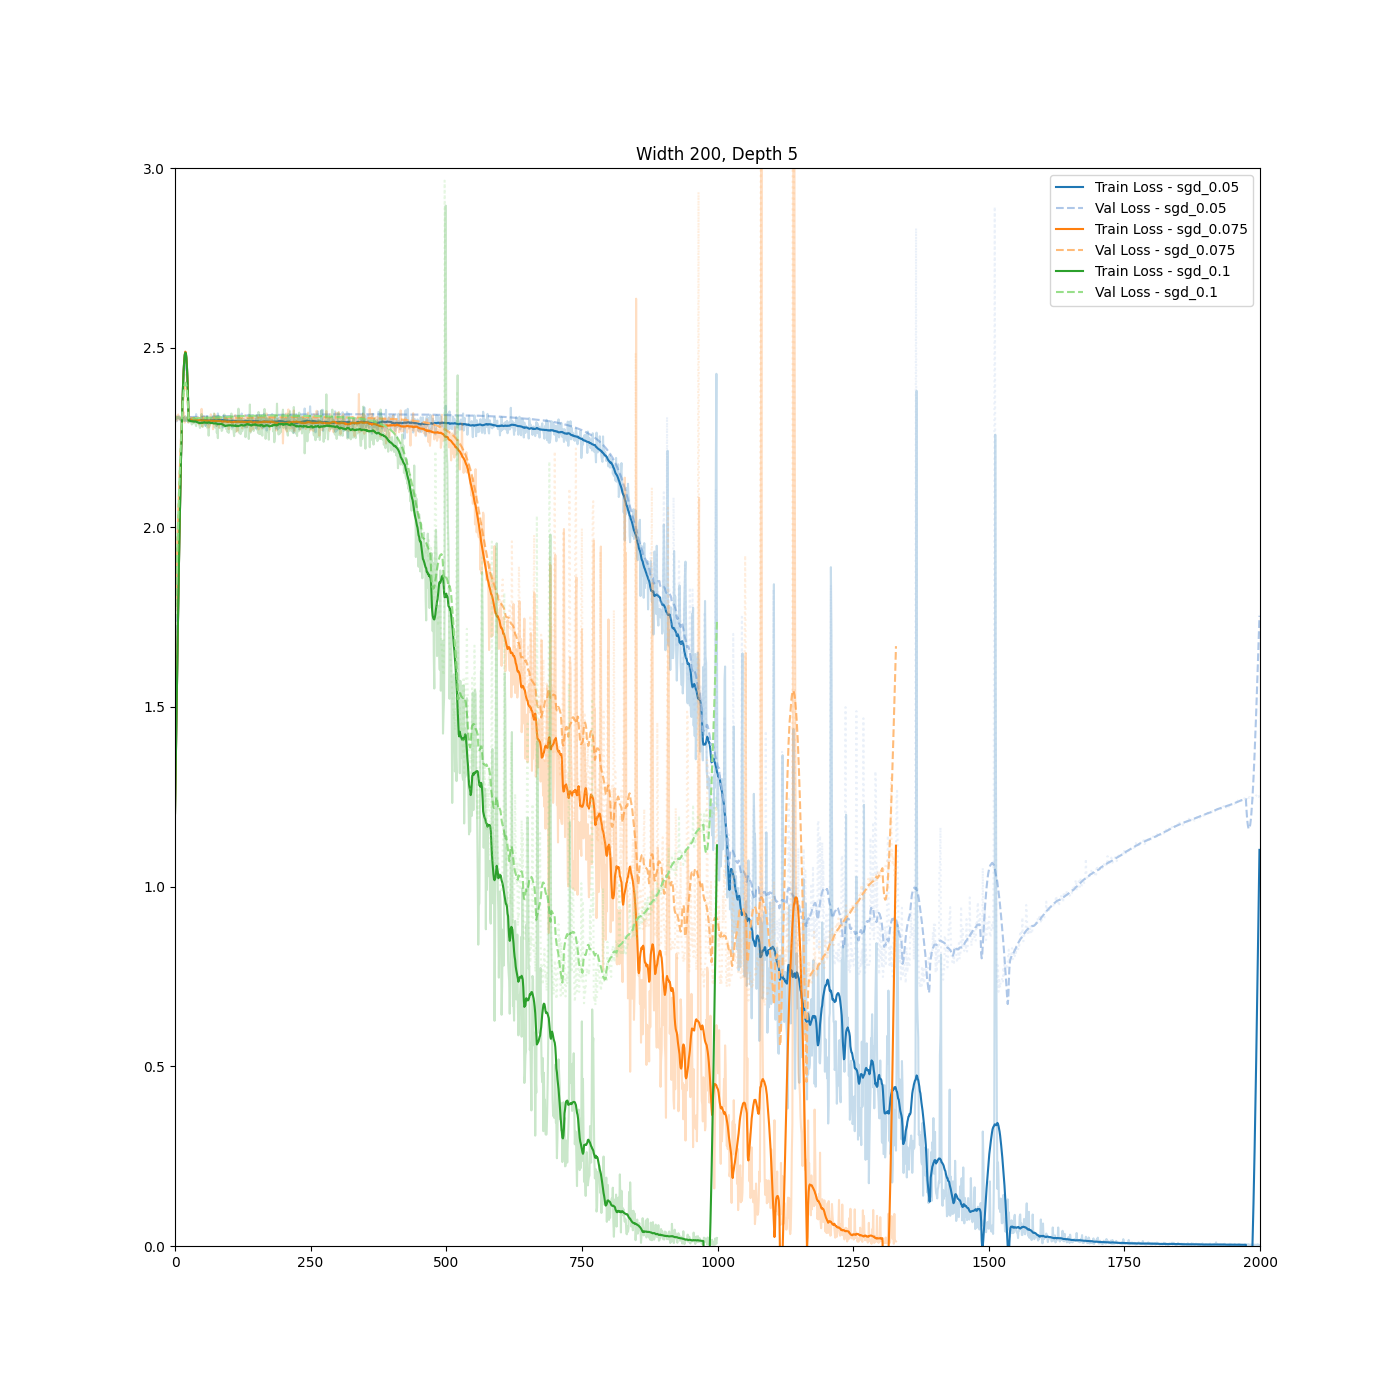 Width 200, Depth 5
3.0
2.5
2.0
1.5
1.0
0.5
0.0
Train Loss - sgd_0.05
Val Loss - sgd_0.05
Train Loss - sgd_0.075
Val Loss - sgd_0.075
Train Loss - sgd_0.1
Val Loss - sgd_0.1
0 250 500 750 1000 1250 1500 1750 2000